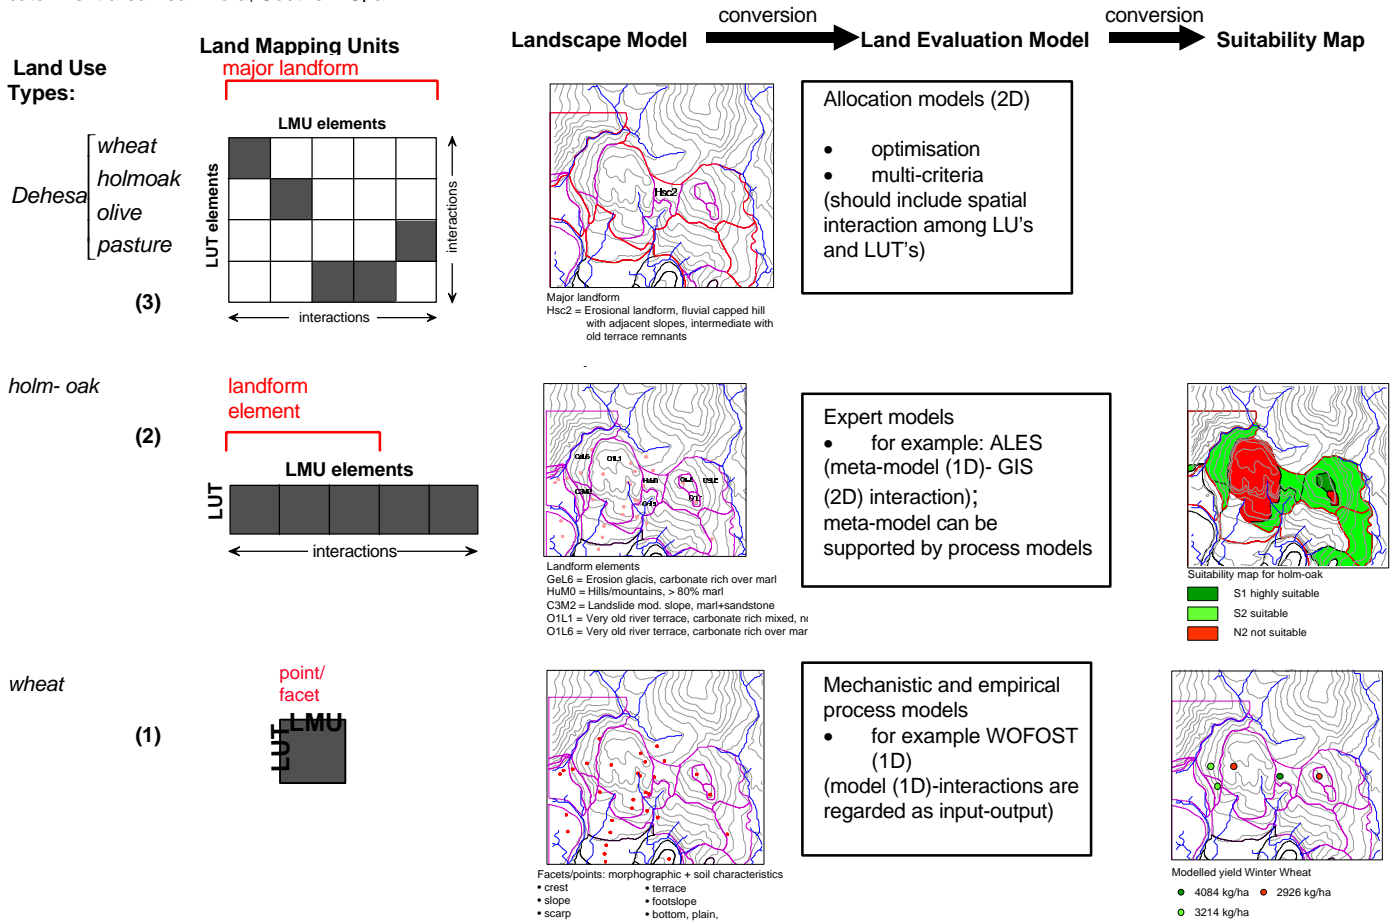 conversion
conversion
Land Mapping Units
Landscape Model
Land Evaluation Model
Suitability Map
Land Use
Types:
major landform
LMU elements
LUT elements
interactions
interactions
Dehesa
wheat
holmoak
olive
pasture
(3)
Hsc2
Major landform
Hsc2 = Erosional landform, fluvial capped hill
with adjacent slopes, intermediate with
old terrace remnants
Allocation models (2D)
• optimisation
• multi-criteria
(should include spatial
interaction among LU's
and LUT's)
holm- oak
(2)
landform
element
LMU elements
LUT
interactions
O1L1
Landform elements
GeL6 = Erosion glacis, carbonate rich over marl
HuM0 = Hills/mountains, > 80% marl
C3M2 = Landslide mod. slope, marl+sandstone
O1L1 = Very old river terrace, carbonate rich mixed,
O1L6 = Very old river terrace, carbonate rich over
Expert models
• for example: ALES
(meta-model (1D)- GIS
(2D) interaction);
meta-model can be
supported by process models
Suitability map for holm-oak
S1 highly suitable
S2 suitable
N2 not suitable
wheat
(1)
point/
facet
LMU
LUT
Facets/points: morphographic + soil characteristics
• crest
• slope
• scarp
• terrace
• footslope
• bottom, plain,
Mechanistic and empirical
process models
• for example WOFOST
(1D)
(model (1D)-interactions are
regarded as input-output)
Modelled yield Winter Wheat
4084 kg/ha
2926 kg/ha
3214 kg/ha